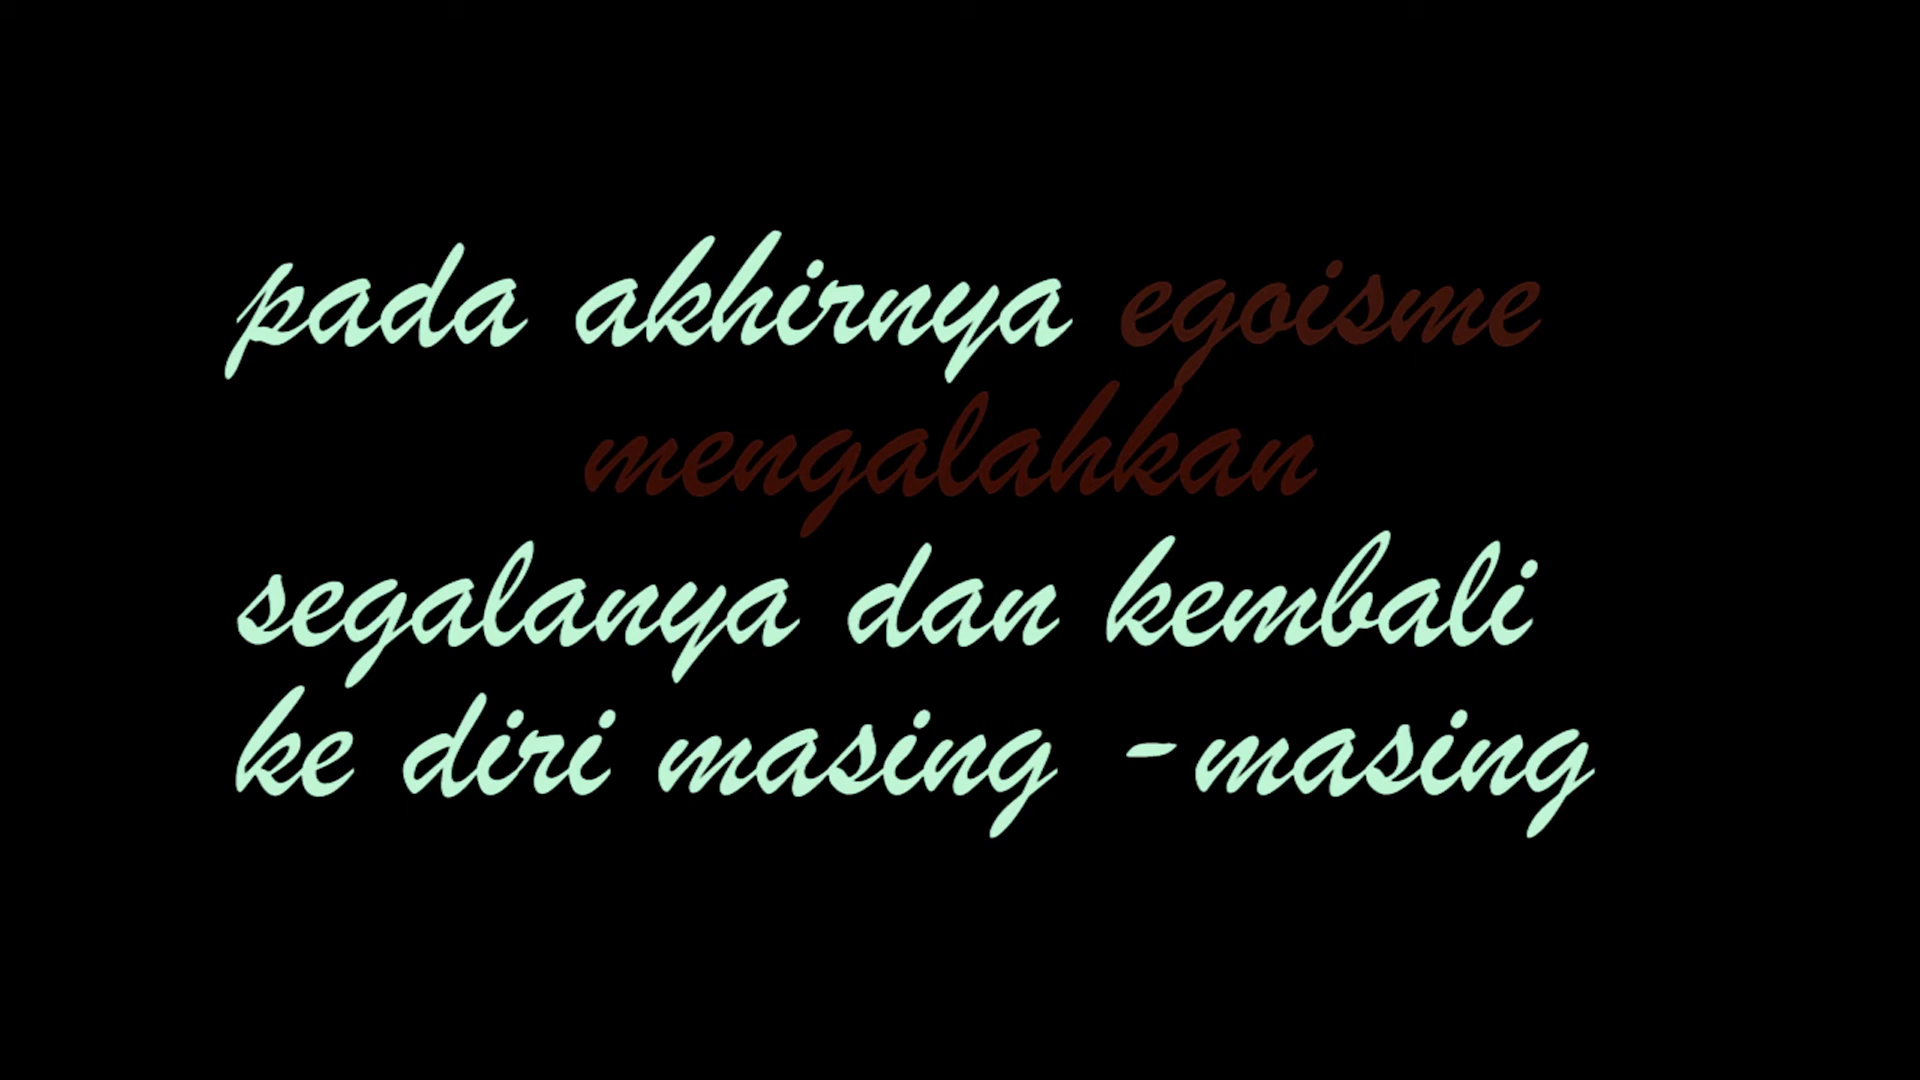 pada akhirnya egoisme
mengalahkan
segalanya dan kembali
ke diri masing -masing